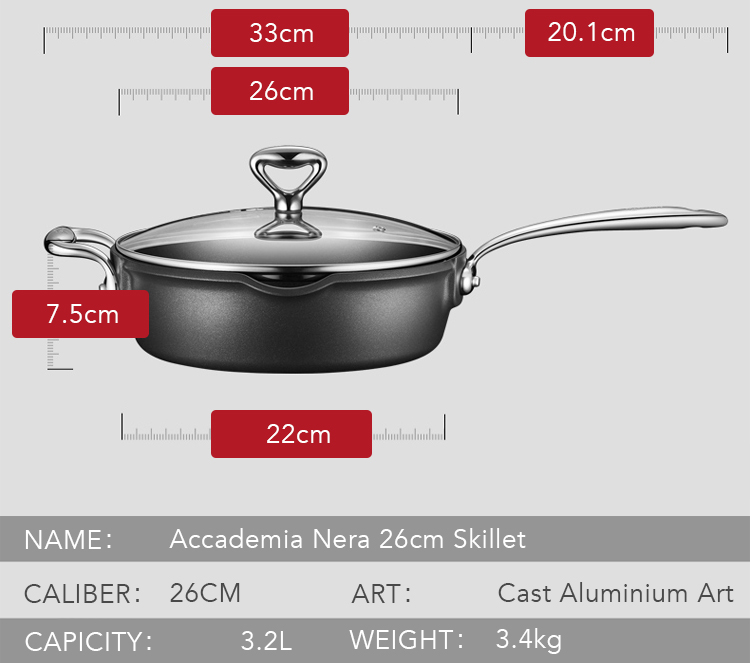 33cm
20.1cm
26cm
7.5cm
22cm
NAME: Accademia Nera 26cm Skillet
CALIBER: 26CM ART: Cast Aluminium Art
CAPICITY: 3.2L WEIGHT: 3.4kg